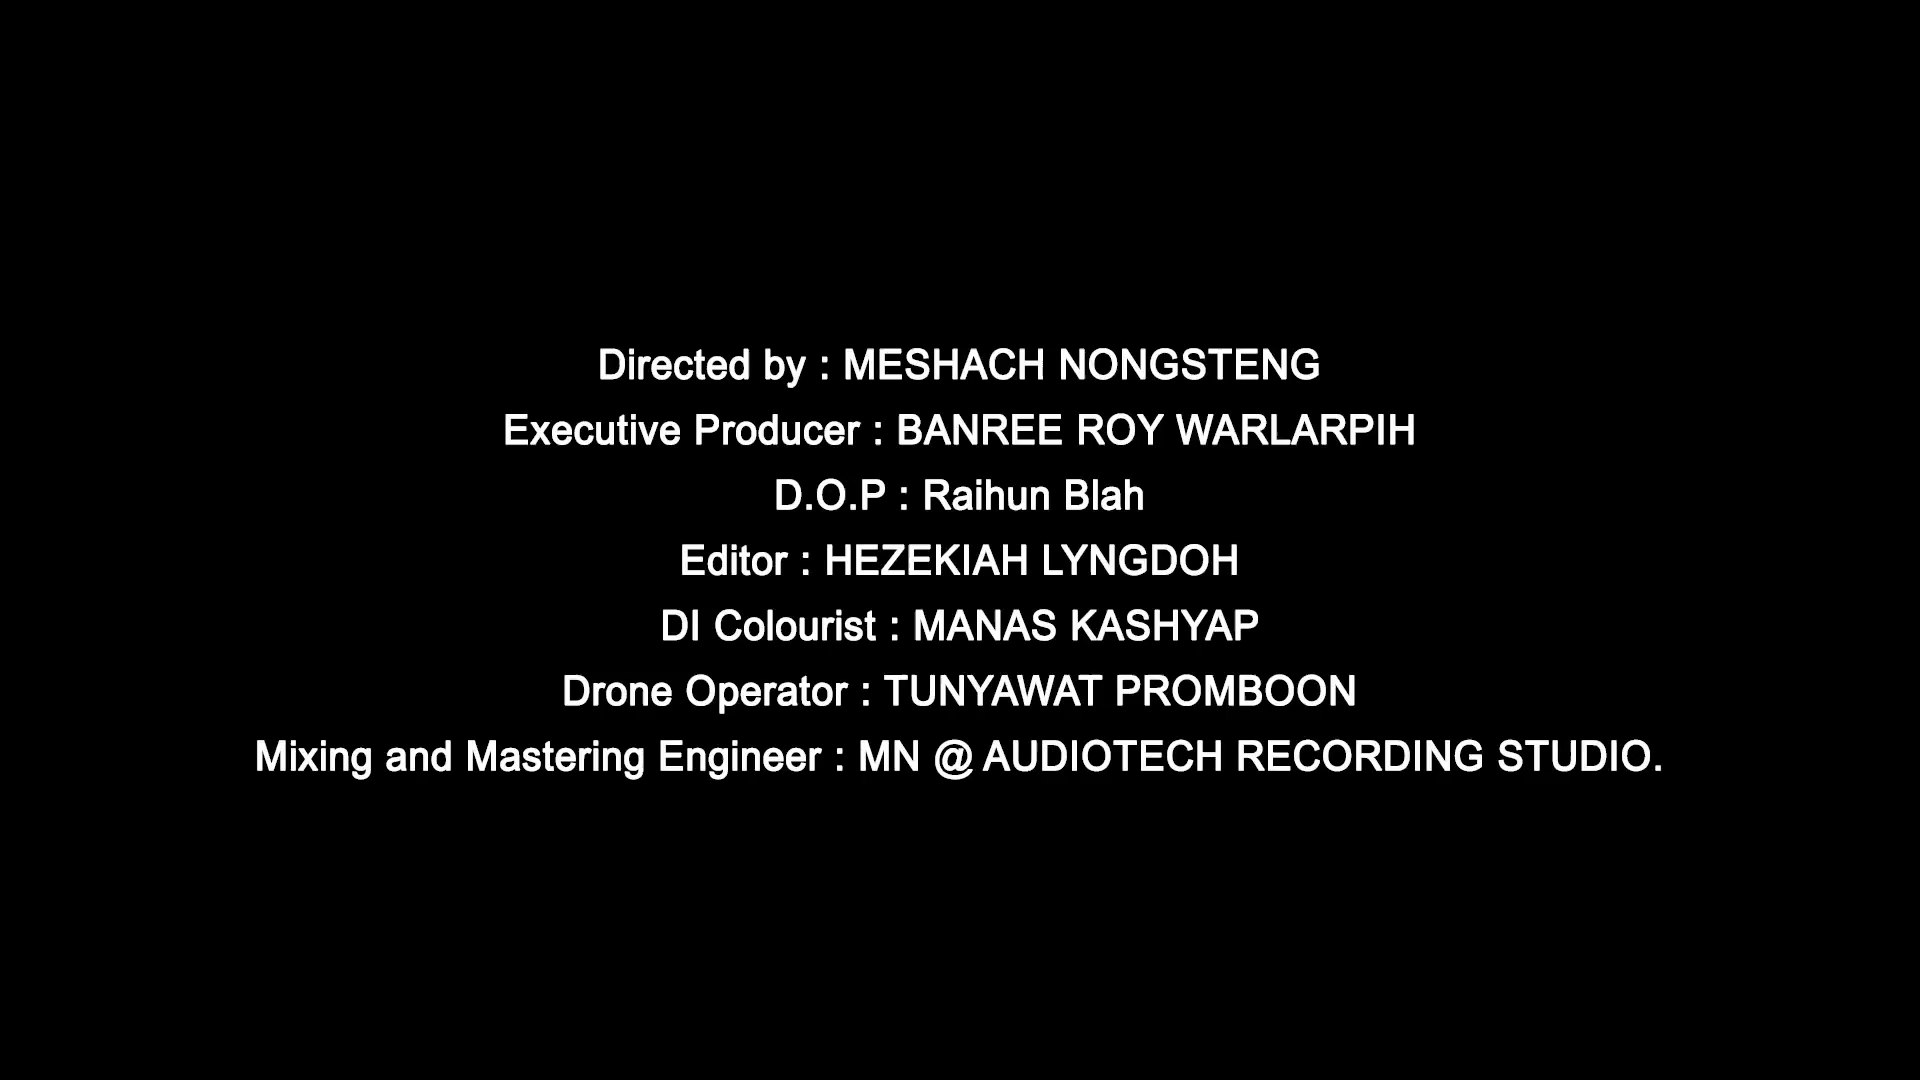 Directed by : MESHACH NONGSTENG
Executive Producer : BANREE ROY WARLARPIH
D.O.P : Raihun Blah
Editor : HEZEKIAH LYNGDOH
DI Colourist : MANAS KASHYAP
Drone Operator : TUNYAWAT PROMBOON
Mixing and Mastering Engineer : MN @ AUDIOTECH RECORDING STUDIO.